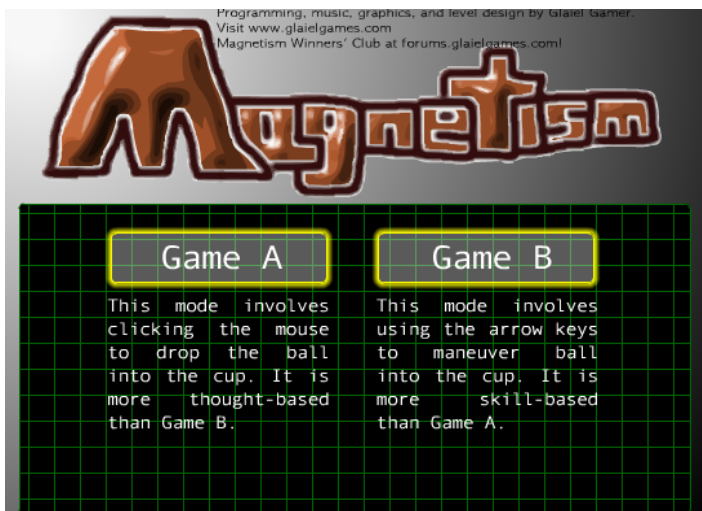 Programming, music, graphics, and level design by Glaiel Gamer.
Visit www.glaielgames.com
Magnetism Winners' Club at forums.glaielgames.com!
Magnetism
Game A
This mode involves
clicking the mouse
to drop the ball
into the cup. It is
more thought-based
than Game B.
Game B
This mode involves
using the arrow keys
to maneuver ball
into the cup. It is
more skill-based
than Game A.